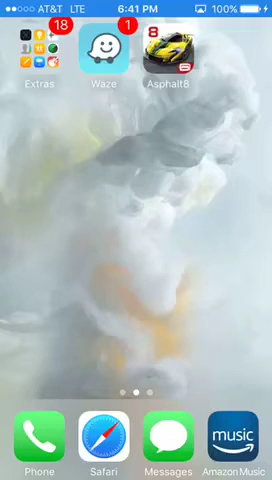 AT&T LTE 6:41 PM 100%
18 1 8
Extras Waze Asphalt8
music
Phone Safari Messages Amazon Music